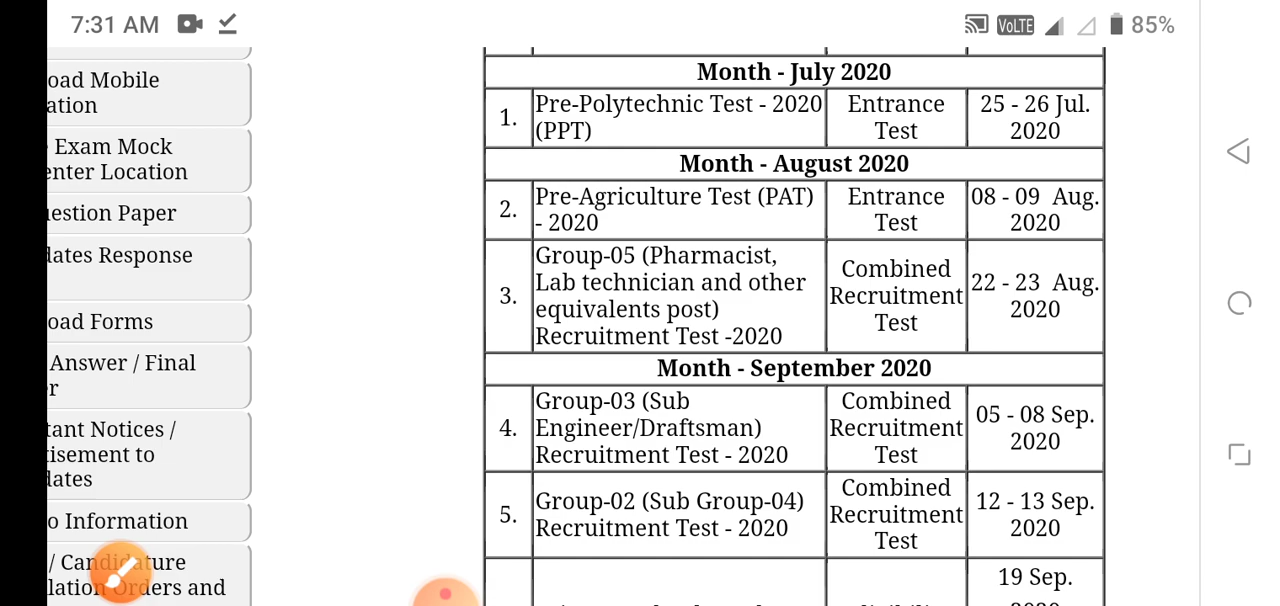 7:31 AM
VoLTE
85%
oad Mobile
ation
Exam Mock
enter Location
estion Paper
dates Response
oad Forms
Answer / Final
r
tant Notices /
isement to
dates
o Information
/ Candidature
lation Orders and
Month - July 2020
1.
Pre-Polytechnic Test - 2020
(PPT)
Entrance
Test
25 - 26 Jul.
2020
Month - August 2020
2.
Pre-Agriculture Test (PAT)
- 2020
Entrance
Test
08 - 09 Aug.
2020
3.
Group-05 (Pharmacist,
Lab technician and other
equivalents post)
Recruitment Test -2020
Combined
Recruitment
Test
22 - 23 Aug.
2020
Month - September 2020
4.
Group-03 (Sub
Engineer/Draftsman)
Recruitment Test - 2020
Combined
Recruitment
Test
05 - 08 Sep.
2020
5.
Group-02 (Sub Group-04)
Recruitment Test - 2020
Combined
Recruitment
Test
12 - 13 Sep.
2020
19 Sep.